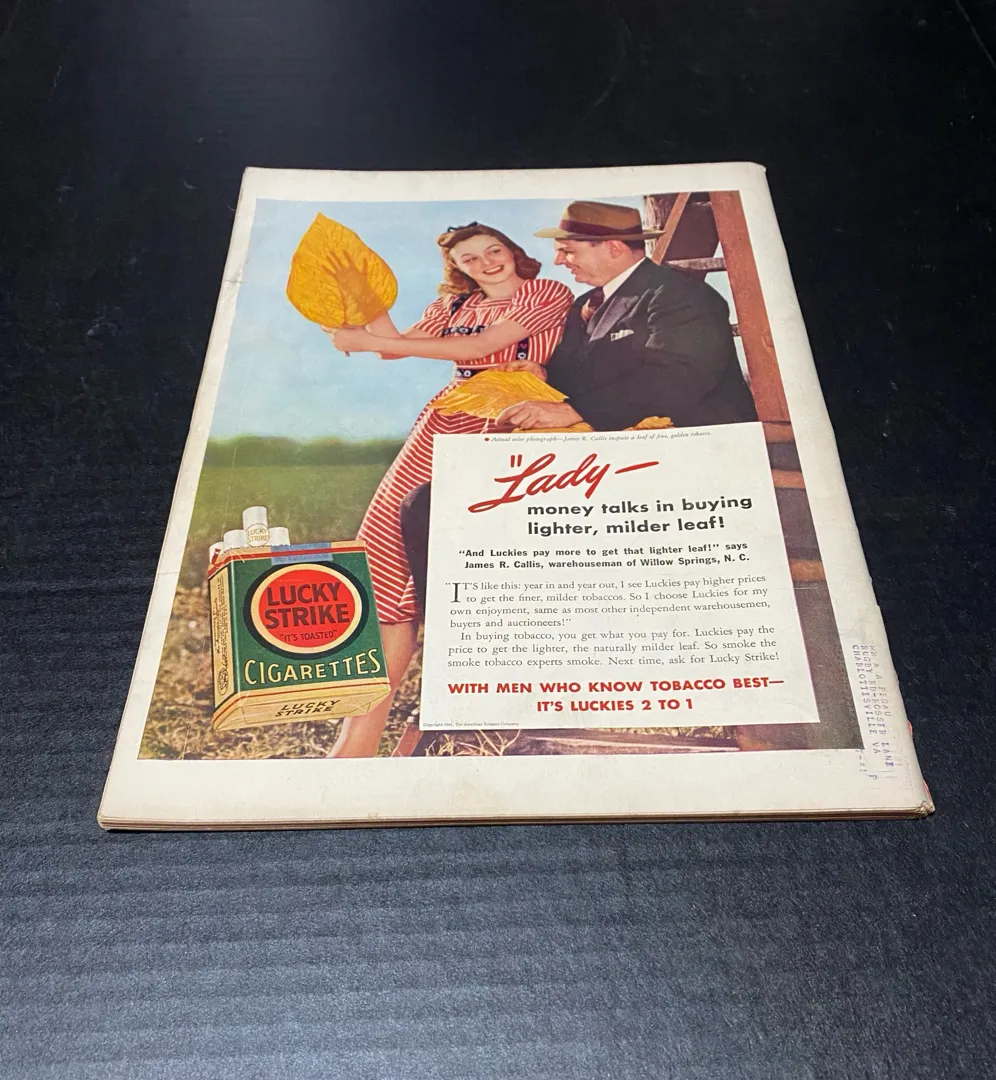 • Actual color photograph—James R. Callis inspects a leaf of fine, golden tobacco.
"Lady—
money talks in buying
lighter, milder leaf!
"And Luckies pay more to get that lighter leaf!" says
James R. Callis, warehouseman of Willow Springs, N. C.
"IT'S like this: year in and year out, I see Luckies pay higher prices
to get the finer, milder tobaccos. So I choose Luckies for my
own enjoyment, same as most other independent warehousemen,
buyers and auctioneers!"
In buying tobacco, you get what you pay for. Luckies pay the
price to get the lighter, the naturally milder leaf. So smoke the
smoke tobacco experts smoke. Next time, ask for Lucky Strike!
WITH MEN WHO KNOW TOBACCO BEST—
IT'S LUCKIES 2 TO 1
The American Tobacco Company
LUCKY
STRIKE
LUCKY
STRIKE
"IT'S TOASTED"
CIGARETTES
LUCKY
STRIKE
CHARLOTTESVILLE VA